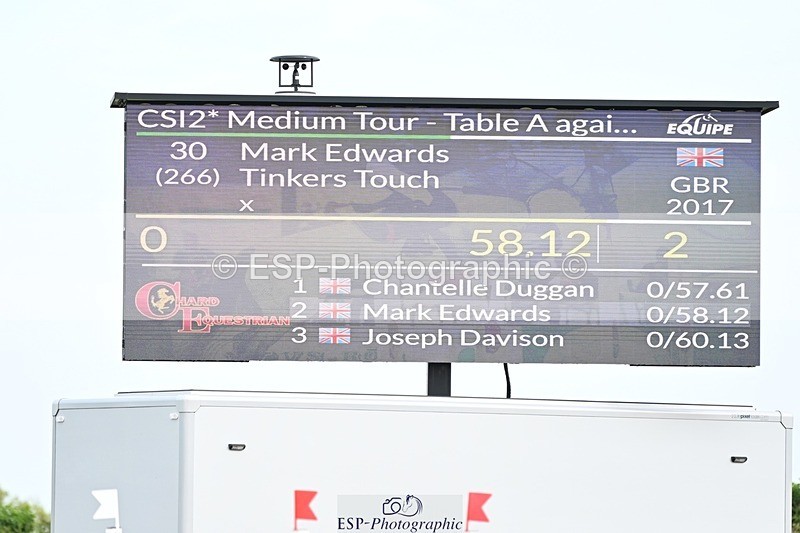 CSI2* Medium Tour - Table A agai... EQUIPE
30 Mark Edwards
(266) Tinkers Touch GBR
x 2017
0 58.12 2
© ESP-Photographic ©
1 Chantelle Duggan 0/57.61
CHARD EQUESTRIAN
2 Mark Edwards 0/58.12
3 Joseph Davison 0/60.13
ESP-Photographic